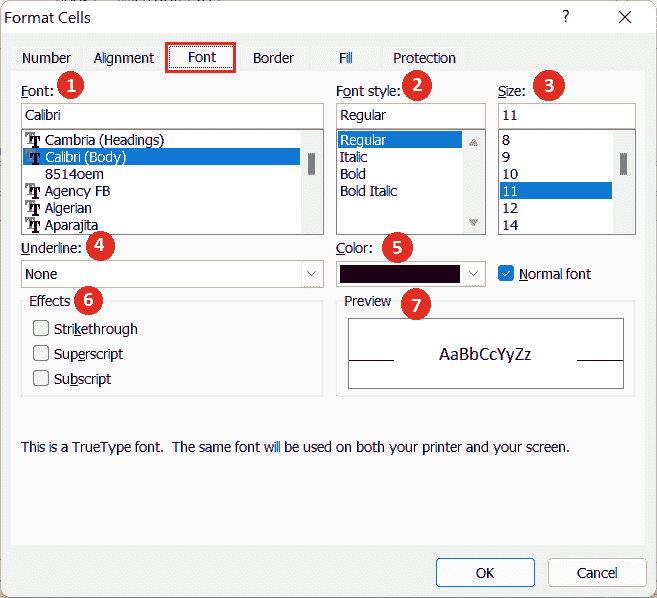 Format Cells ?
Number Alignment Font Border Fill Protection
Font: 1 Font style: 2 Size: 3
Calibri Regular 11
Cambria (Headings) Regular 8
Calibri (Body) Italic 9
8514oem Bold 10
Agency FB Bold Italic 11
Algerian 12
Aparajita 14
Underline: 4 Color: 5
None Normal font
Effects 6 Preview 7
Strikethrough
Superscript AaBbCcYyZz
Subscript
This is a TrueType font. The same font will be used on both your printer and your screen.
OK Cancel